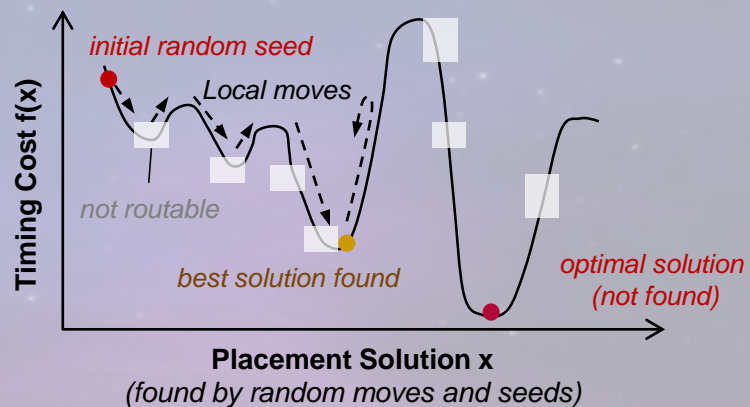 initial random seed
Local moves
Timing Cost f(x)
not routable
best solution found
optimal solution
(not found)
Placement Solution x
(found by random moves and seeds)